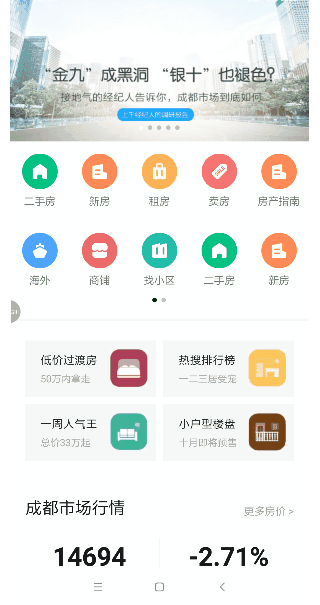 “金九”成黑洞 “银十”也褪色?
接地气的经纪人告诉你，成都市场到底如何
上千经纪人的调研报告
二手房 新房 租房 卖房 房产指南
海外 商铺 找小区 二手房 新房
低价过渡房 热搜排行榜
50万内拿走 一二三居受宠
一周人气王 小户型楼盘
总价33万起 十月即将预售
成都市场行情 更多房价 >
14694 -2.71%